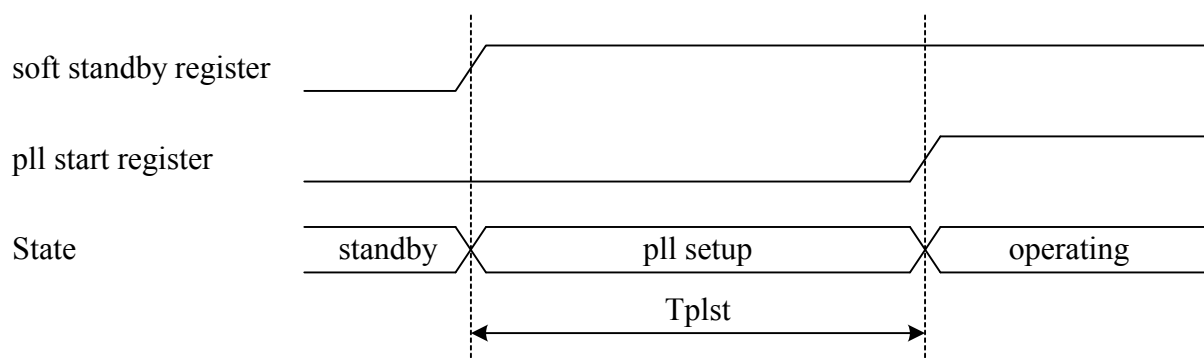 soft standby register
pll start register
State
standby
pll setup
operating
Tplst